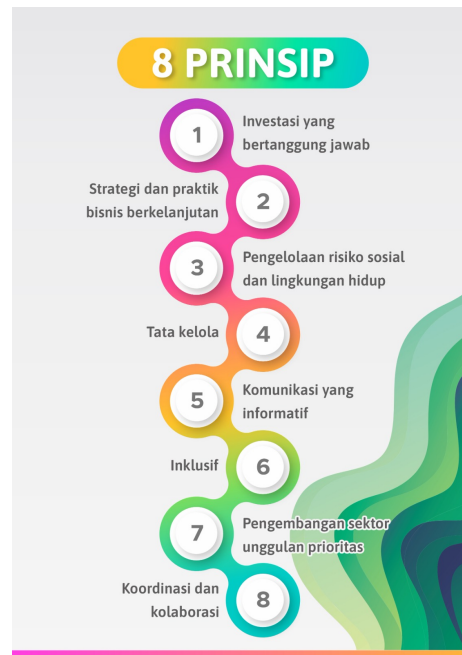 8 PRINSIP
1
Investasi yang
bertanggung jawab
Strategi dan praktik
bisnis berkelanjutan
2
3
Pengelolaan risiko sosial
dan lingkungan hidup
Tata kelola
4
5
Komunikasi yang
informatif
Inklusif
6
7
Pengembangan sektor
unggulan prioritas
Koordinasi dan
kolaborasi
8